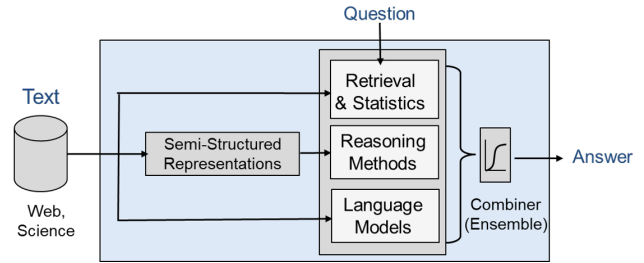 Question
Text
Retrieval
& Statistics
Semi-Structured
Representations
Reasoning
Methods
Answer
Language
Models
Web,
Science
Combiner
(Ensemble)